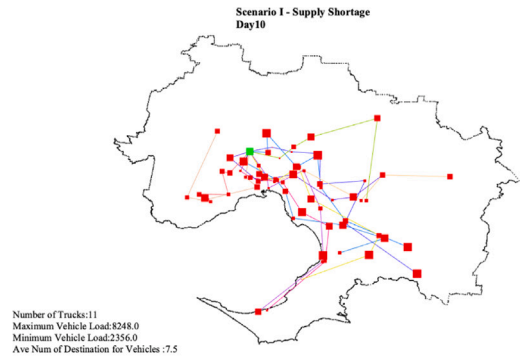 Scenario I - Supply Shortage
Day10
Number of Trucks:11
Maximum Vehicle Load:8248.0
Minimum Vehicle Load:2356.0
Ave Num of Destination for Vehicles :7.5